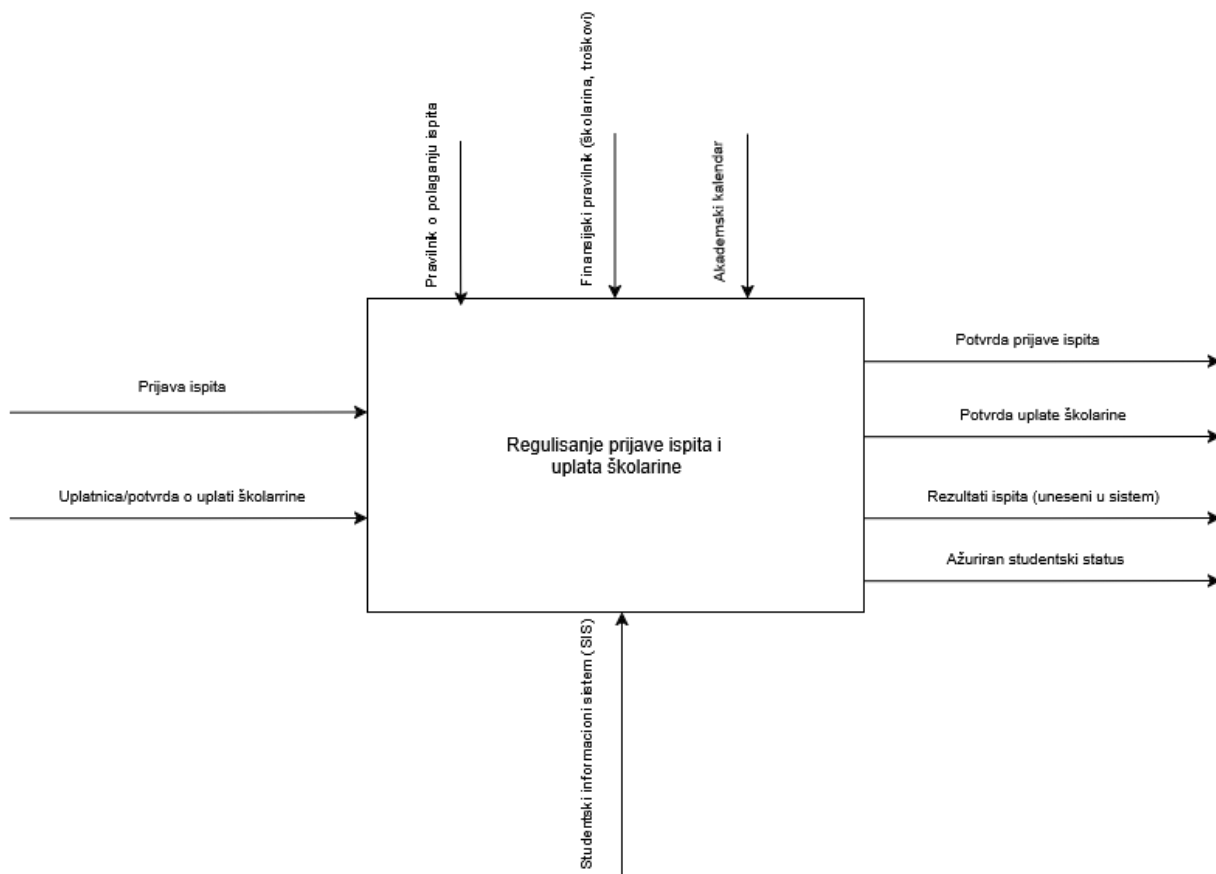 Pravilnik o polaganju ispita
Finansijski pravilnik (školarina, troškovi)
Akademski kalendar
Prijava ispita
Uplatnica/potvrda o uplati školarrine
Regulisanje prijave ispita i
uplata školarine
Potvrda prijave ispita
Potvrda uplate školarine
Rezultati ispita (uneseni u sistem)
Ažuriran studentski status
Studentski informacioni sistem (SIS)